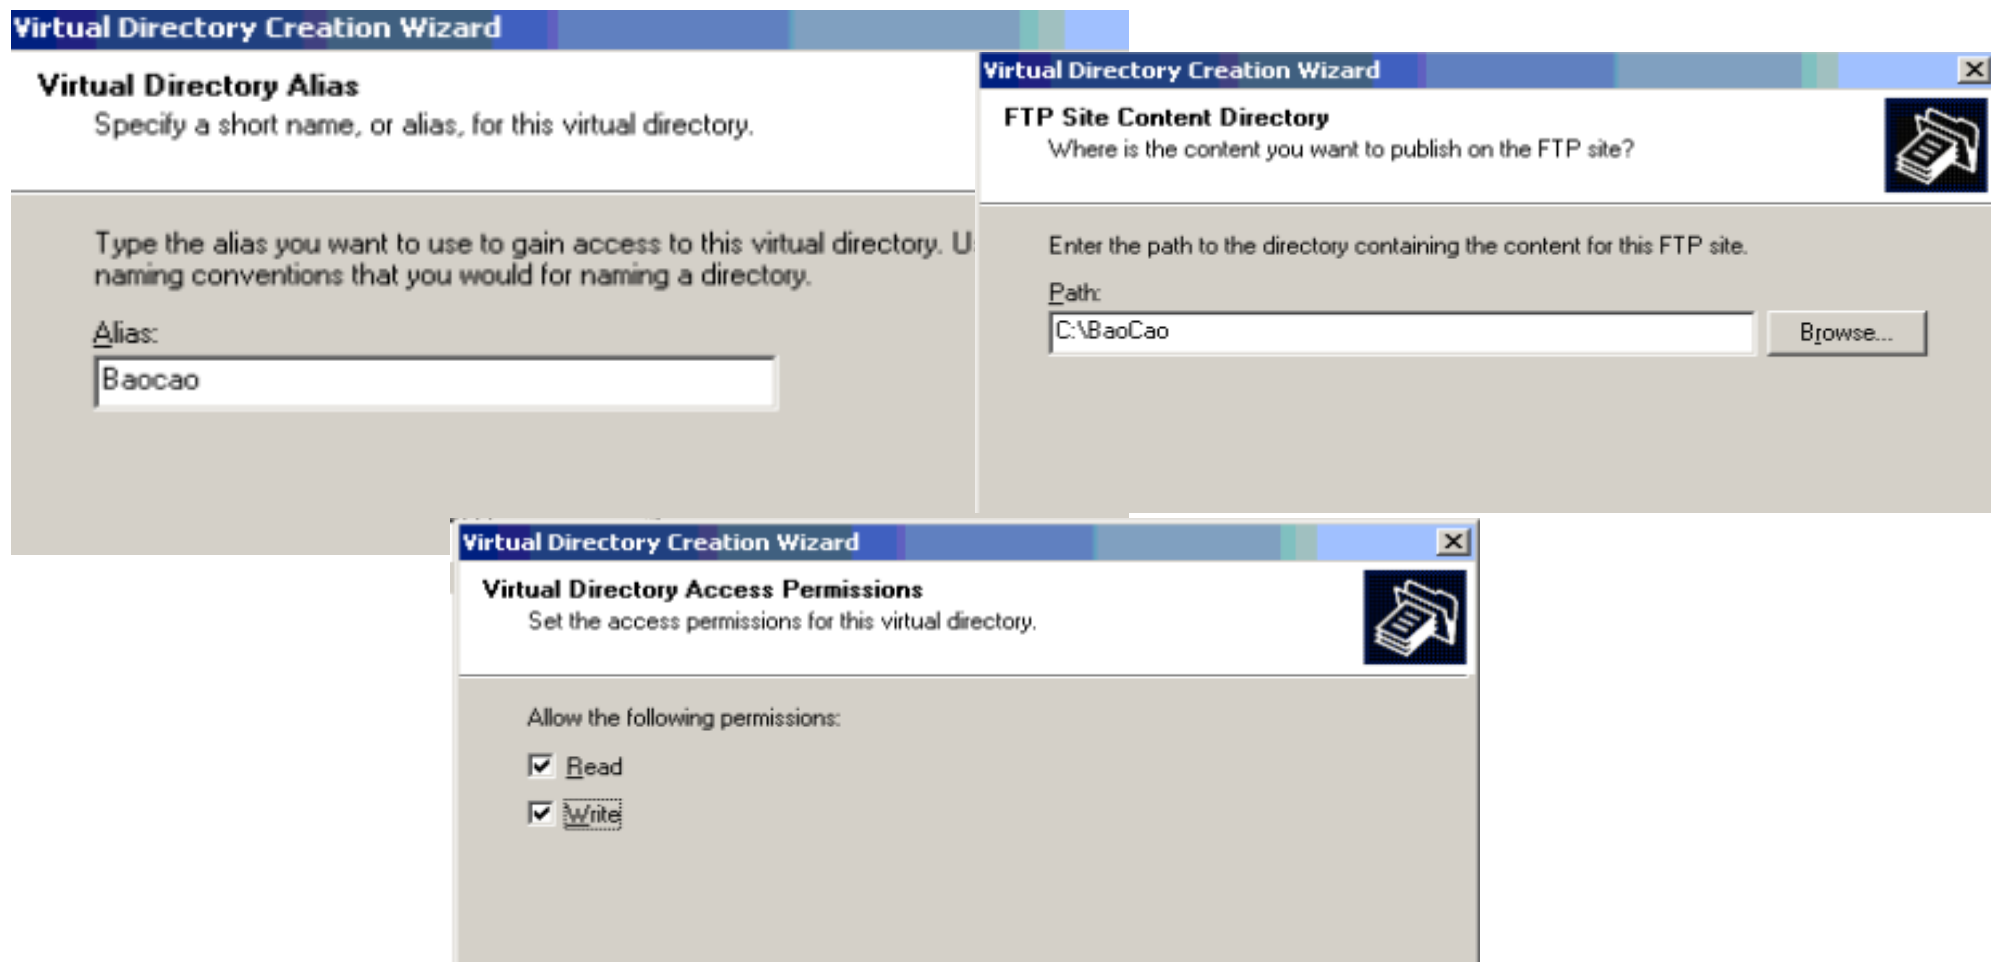 Virtual Directory Creation Wizard
Virtual Directory Alias
Specify a short name, or alias, for this virtual directory.
Type the alias you want to use to gain access to this virtual directory.
naming conventions that you would for naming a directory.
Alias:
Baocao
Virtual Directory Creation Wizard
FTP Site Content Directory
Where is the content you want to publish on the FTP site?
Enter the path to the directory containing the content for this FTP site.
Path:
C:\BaoCao
Browse...
Virtual Directory Creation Wizard
Virtual Directory Access Permissions
Set the access permissions for this virtual directory.
Allow the following permissions:
Read
Write